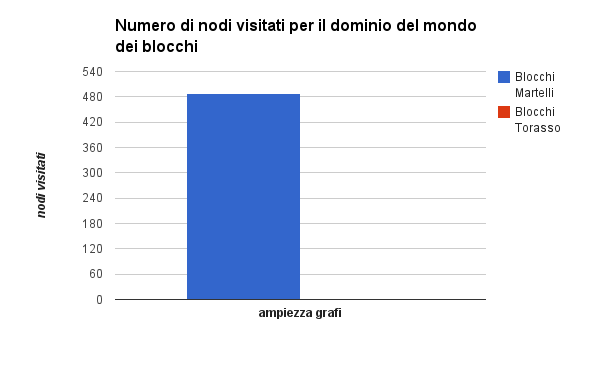 Numero di nodi visitati per il dominio del mondo
dei blocchi
540
480
420
360
300
240
180
120
60
0
nodi visitati
ampiezza grafi
Blocchi
Martelli
Blocchi
Torasso